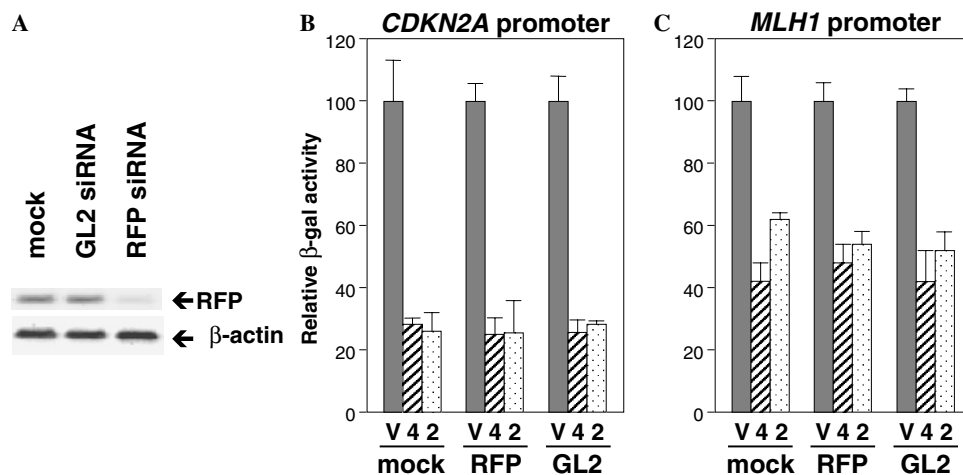 A
mock
GL2 siRNA
RFP siRNA
←RFP
← β-actin
B
CDKN2A promoter
Relative β-gal activity
120
100
80
60
40
20
0
V 4 2
V 4 2
V 4 2
mock
RFP
GL2
C
MLH1 promoter
120
100
80
60
40
20
0
V 4 2
V 4 2
V 4 2
mock
RFP
GL2